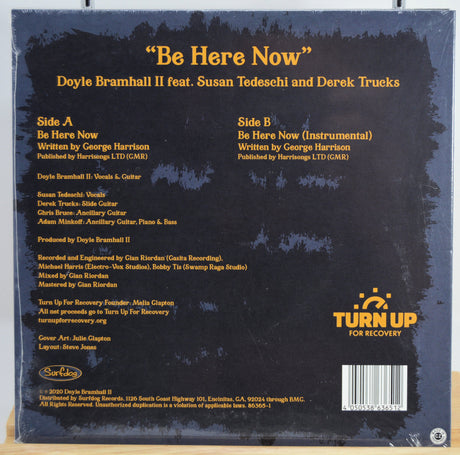 "Be Here Now"
Doyle Bramhall II feat. Susan Tedeschi and Derek Trucks
Side A
Be Here Now
Written by George Harrison
Published by Harrisongs LTD (GMR)
Side B
Be Here Now (Instrumental)
Written by George Harrison
Published by Harrisongs LTD (GMR)
Doyle Bramhall II: Vocals & Guitar
Susan Tedeschi: Vocals
Derek Trucks: Slide Guitar
Chris Bruce: Ancillary Guitar
Adam Minkoff: Ancillary Guitar, Piano & Bass
Produced by Doyle Bramhall II
Recorded and Engineered by Gian Riordan (Gasita Recording),
Michael Harris (Electro-Vox Studios), Bobby Tis (Swamp Raga Studio)
Mixed by Gian Riordan
Mastered by Gian Riordan
Turn Up For Recovery Founder: Malia Clapton
All net proceeds go to Turn Up For Recovery
turnupforrecovery.org
Cover Art: Julie Clapton
Layout: Steve Jones
TURN UP
FOR RECOVERY
Surfdog
© ℗ 2020 Doyle Bramhall II
Distributed by Surfdog Records, 1126 South Coast Highway, Encinitas, CA, 92024 through BMG.
All Rights Reserved. Unauthorized duplication is a violation of applicable laws. 86365-1
4 050538 636512